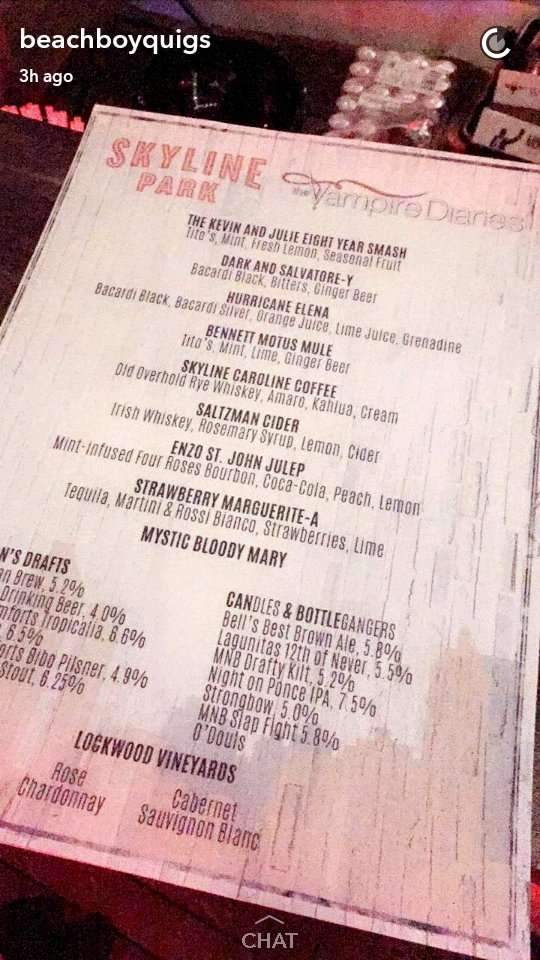 beachboyquigs
3h ago
SKYLINE
PARK
the Vampire Diaries
THE KEVIN AND JULIE EIGHT YEAR SMASH
Tito's, Mint, Fresh Lemon, Seasonal Fruit
DARK AND SALVATORE-Y
Bacardi Black, Bitters, Ginger Beer
HURRICANE ELENA
Bacardi Black, Bacardi Silver, Orange Juice, Lime Juice, Grenadine
BENNETT MOTUS MULE
Tito's, Mint, Lime, Ginger Beer
SKYLINE CAROLINE COFFEE
Old Overhold Rye Whiskey, Amaro, Kahlua, Cream
SALTZMAN CIDER
Irish Whiskey, Rosemary Syrup, Lemon, Cider
ENZO ST. JOHN JULEP
Mint-infused Four Roses Bourbon, Coca-Cola, Peach, Lemon
STRAWBERRY MARGUERITE-A
Tequila, Martini & Rossi Bianco, Strawberries, Lime
MYSTIC BLOODY MARY
N'S DRAFTS
an Brew, 5.2%
Drinking Beer, 4.0%
mforts Tropicalia, 6.6%
, 6.5%
orts Bibo Pilsner, 4.9%
Stout, 6.25%
CANDLES & BOTTLEGANGERS
Bell's Best Brown Ale, 5.8%
Lagunitas 12th of Never, 5.5%
MNB Drafty Kilt, 5.2%
Night on Ponce IPA, 7.5%
Strongbow, 5.0%
MNB Slap Fight 5.8%
O'Douls
LOCKWOOD VINEYARDS
Rose
Chardonnay
Cabernet
Sauvignon Blanc
CHAT